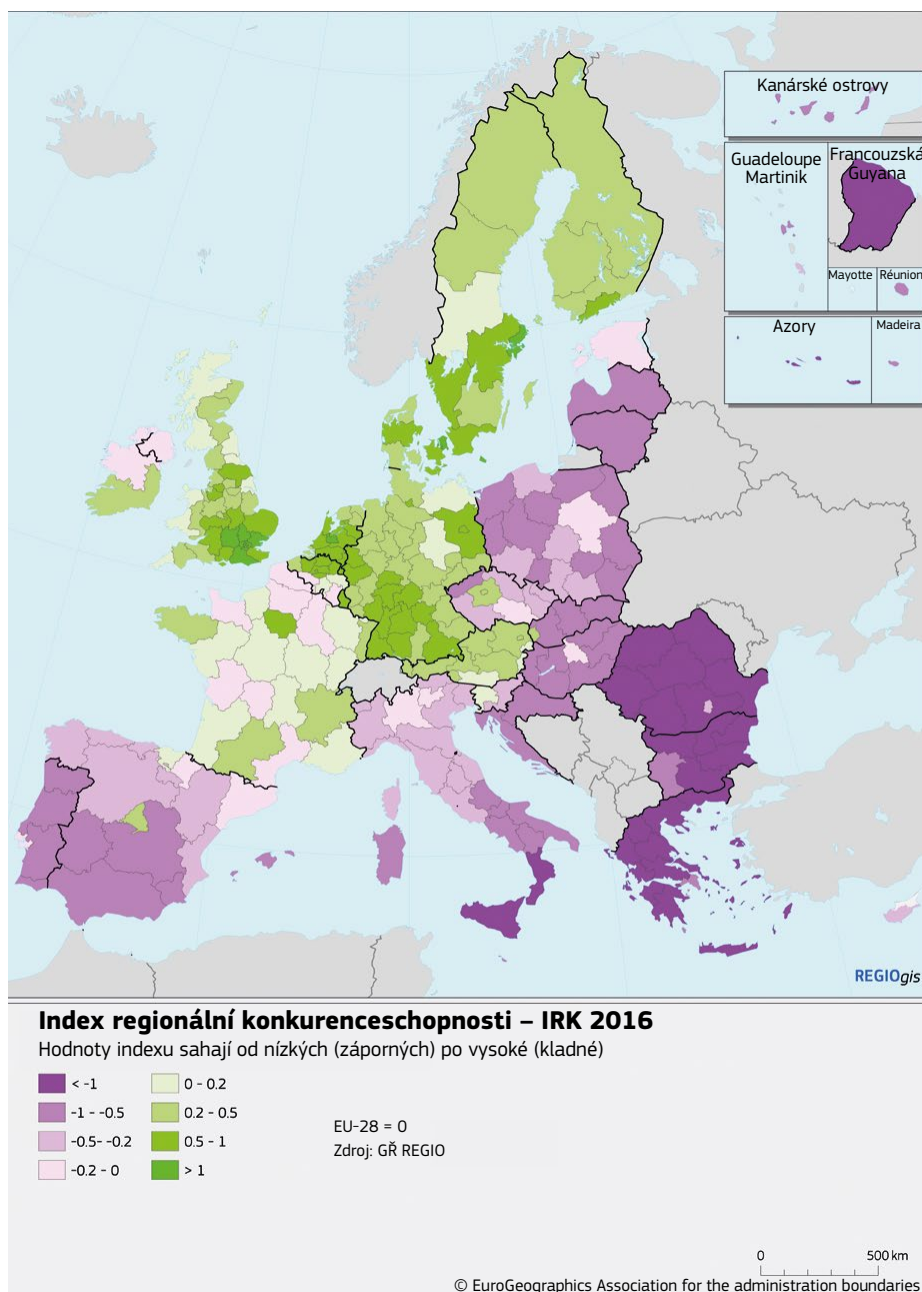 Kanárské ostrovy
Guadeloupe
Martinik
Francouzská
Guyana
Mayotte
Réunion
Azory
Madeira
REGIOgis
Index regionální konkurenceschopnosti – IRK 2016
Hodnoty indexu sahají od nízkých (záporných) po vysoké (kladné)
< -1
-1 - -0.5
-0.5- -0.2
-0.2 - 0
0 - 0.2
0.2 - 0.5
0.5 - 1
> 1
EU-28 = 0
Zdroj: GŘ REGIO
0 500 km
© EuroGeographics Association for the administration boundaries